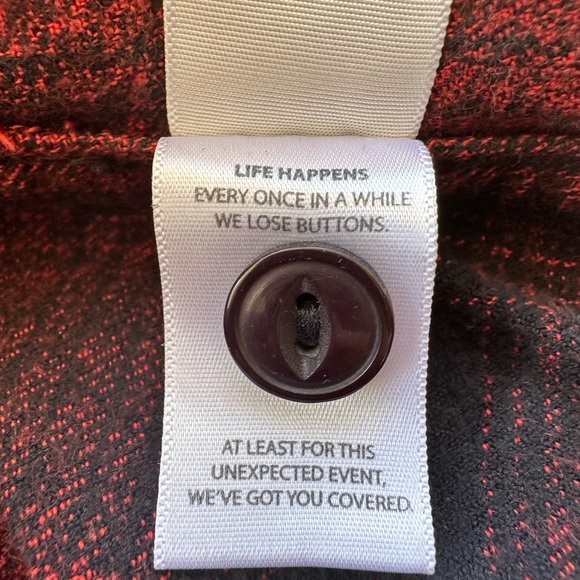 LIFE HAPPENS
EVERY ONCE IN A WHILE
WE LOSE BUTTONS.
AT LEAST FOR THIS
UNEXPECTED EVENT,
WE'VE GOT YOU COVERED.